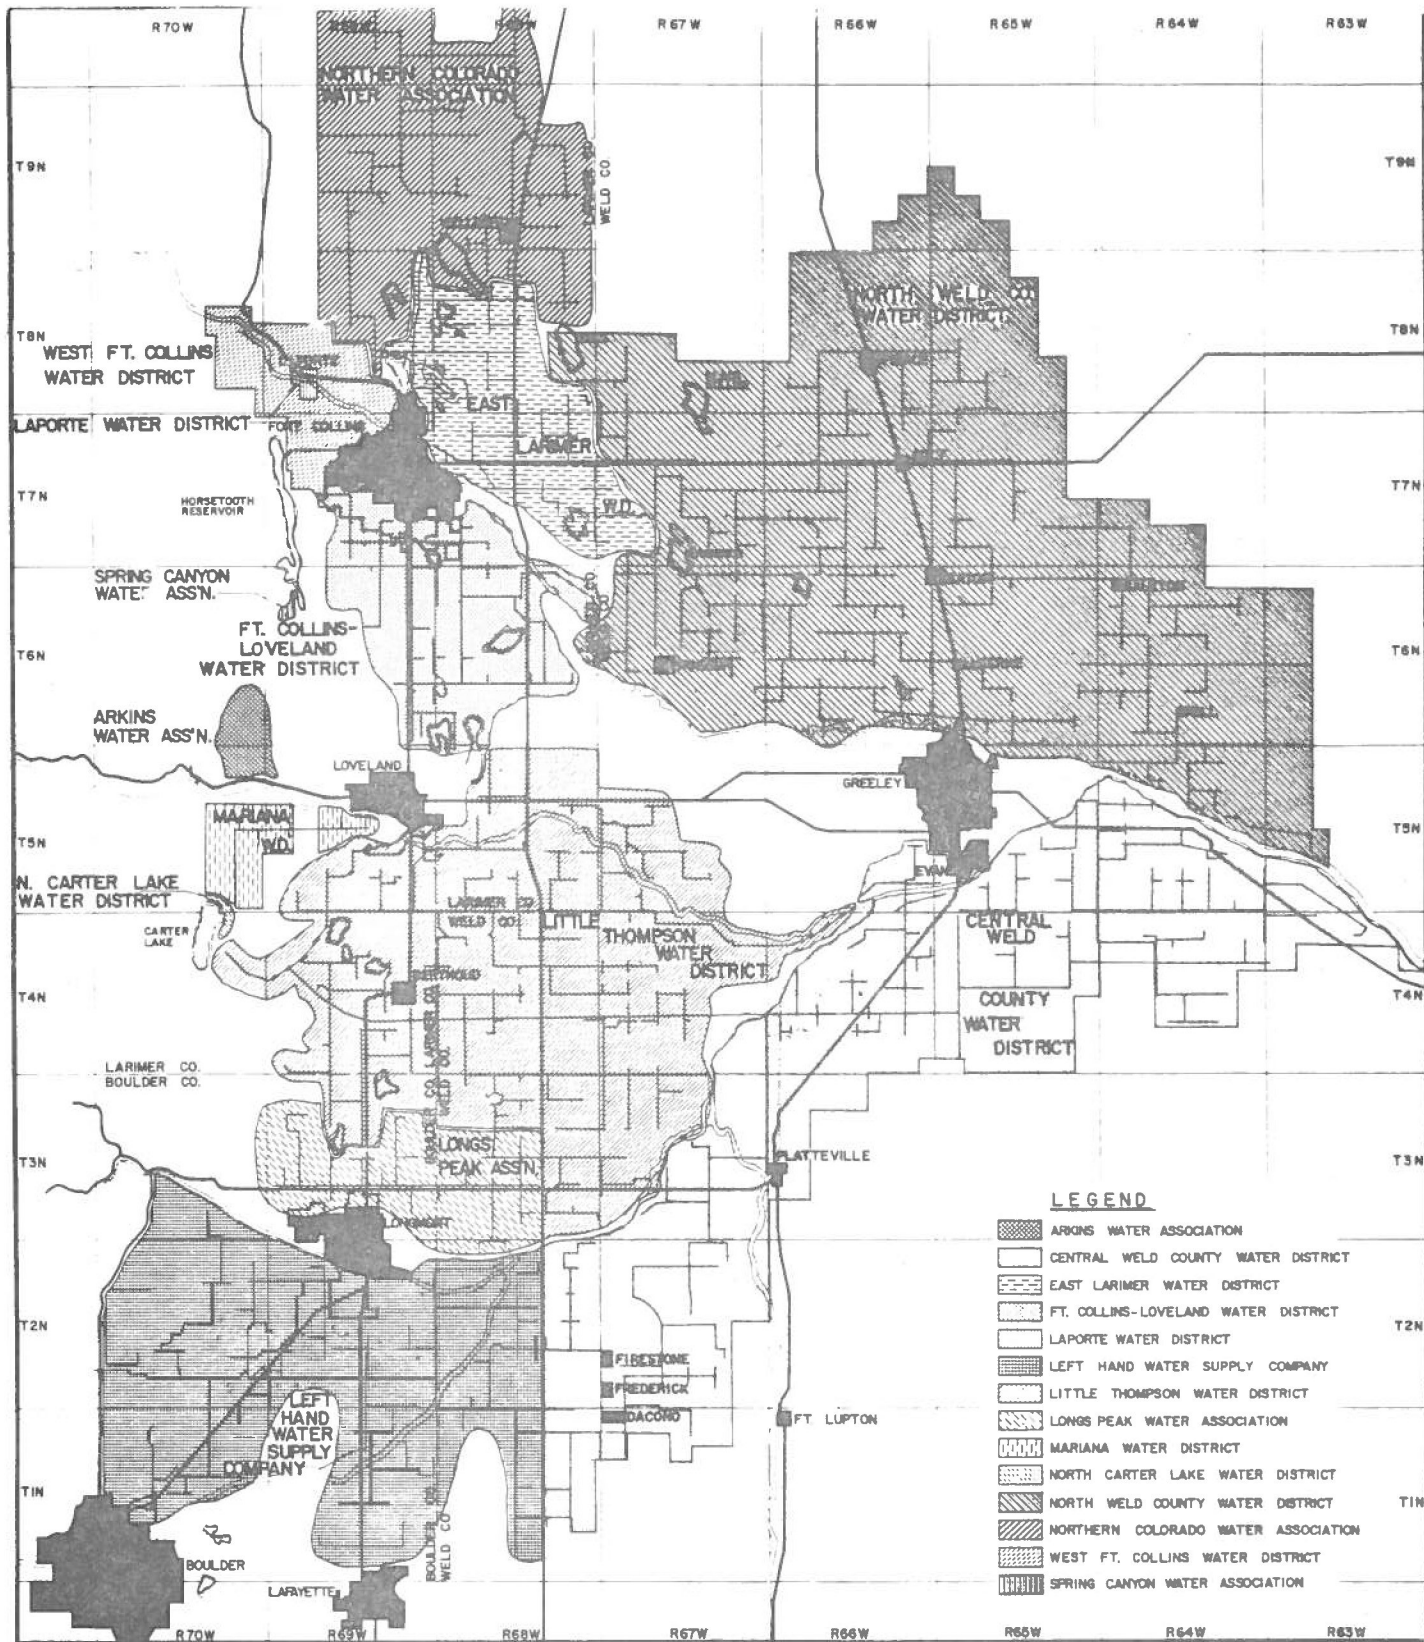 R70W
R67W
R66W
R65W
R64W
R63W
NORTHERN COLORADO
WATER ASSOCIATION
T9N
T9N
WELD CO.
NORTH WELD CO.
WATER DISTRICT
T8N
T8N
WEST FT. COLLINS
WATER DISTRICT
LAPORTE
EAST
LAPORTE WATER DISTRICT
FORT COLLINS
LARIMER
W.D.
T7N
T7N
HORSETOOTH
RESERVOIR
SPRING CANYON
WATER ASS'N.
FT. COLLINS-
LOVELAND
WATER DISTRICT
T6N
T6N
ARKINS
WATER ASS'N.
LOVELAND
GREELEY
MARIANA
W.D.
T5N
T5N
EVANS
N. CARTER LAKE
WATER DISTRICT
CARTER
LAKE
LARIMER CO.
WELD CO.
LITTLE
THOMPSON
WATER
DISTRICT
CENTRAL
WELD
COUNTY
WATER
DISTRICT
BERTHOUD
T4N
T4N
LARIMER CO.
BOULDER CO.
BOULDER CO. LARIMER CO.
WELD CO.
LONGS
PEAK ASS'N.
T3N
T3N
PLATTEVILLE
LONGMONT
T2N
T2N
FIRESTONE
FREDERICK
DACONO
FT. LUPTON
LEFT
HAND
WATER
SUPPLY
COMPANY
T1N
T1N
BOULDER CO.
WELD CO.
BOULDER
LAFAYETTE
R70W
R69W
R68W
R67W
R66W
R65W
R64W
R63W
LEGEND
ARKINS WATER ASSOCIATION
CENTRAL WELD COUNTY WATER DISTRICT
EAST LARIMER WATER DISTRICT
FT. COLLINS-LOVELAND WATER DISTRICT
LAPORTE WATER DISTRICT
LEFT HAND WATER SUPPLY COMPANY
LITTLE THOMPSON WATER DISTRICT
LONGS PEAK WATER ASSOCIATION
MARIANA WATER DISTRICT
NORTH CARTER LAKE WATER DISTRICT
NORTH WELD COUNTY WATER DISTRICT
NORTHERN COLORADO WATER ASSOCIATION
WEST FT. COLLINS WATER DISTRICT
SPRING CANYON WATER ASSOCIATION